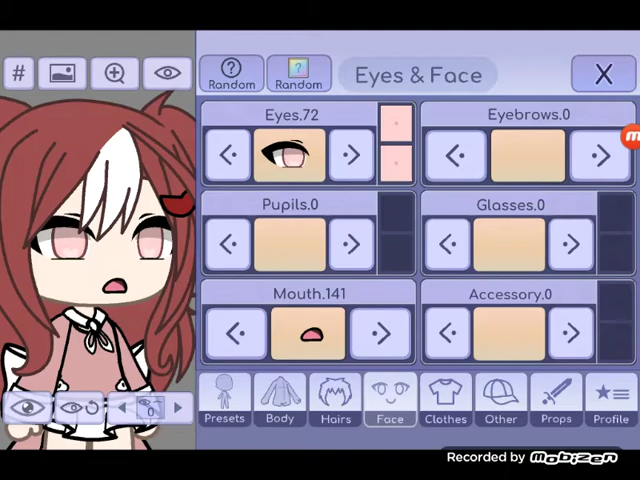 #
?
Random
?
Random
Eyes & Face
X
Eyes.72
Eyebrows.0
Pupils.0
Glasses.0
Mouth.141
Accessory.0
0
Presets
Body
Hairs
Face
Clothes
Other
Props
Profile
Recorded by Mobizen